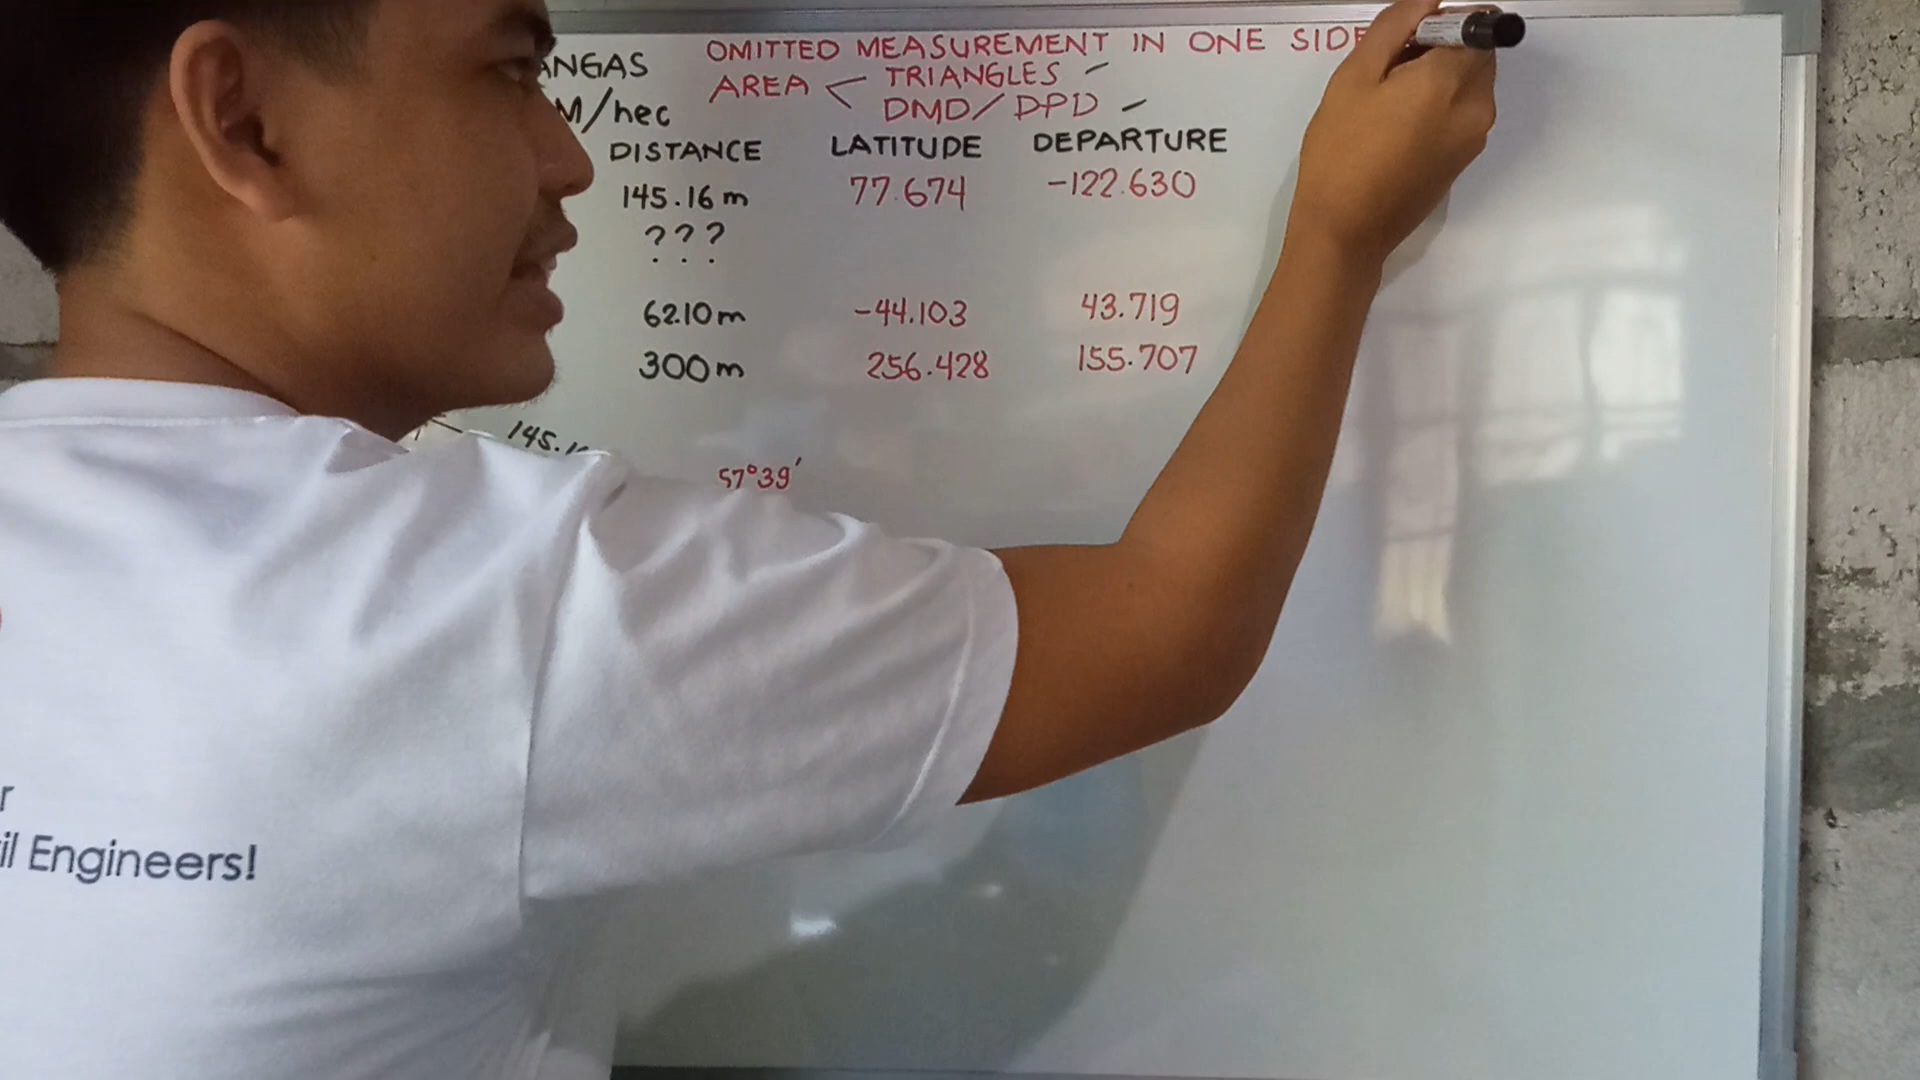 ANGAS OMITTED MEASUREMENT IN ONE SIDE
AREA < TRIANGLES
M/hec DMD/DPD
DISTANCE LATITUDE DEPARTURE
145.16 m 77.674 -122.630
???
62.10 m -44.103 43.719
300 m 256.428 155.707
145.1
57°39'
r
il Engineers!